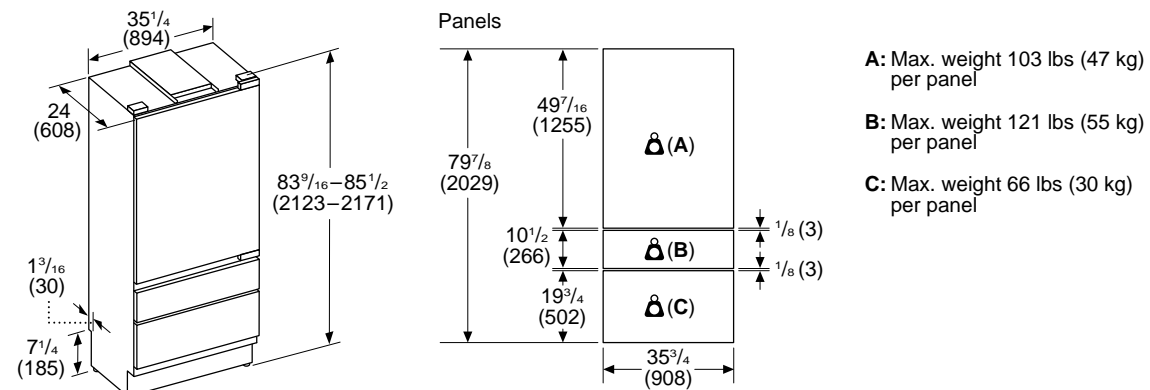 35¹/₄
(894)
24
(608)
83⁹/₁₆–85¹/₂
(2123–2171)
1³/₁₆
(30)
7¹/₄
(185)
Panels
79⁷/₈
(2029)
49⁷/₁₆
(1255)
(A)
10¹/₂
(266)
(B)
¹/₈ (3)
¹/₈ (3)
19³/₄
(502)
(C)
35³/₄
(908)
A: Max. weight 103 lbs (47 kg)
per panel
B: Max. weight 121 lbs (55 kg)
per panel
C: Max. weight 66 lbs (30 kg)
per panel